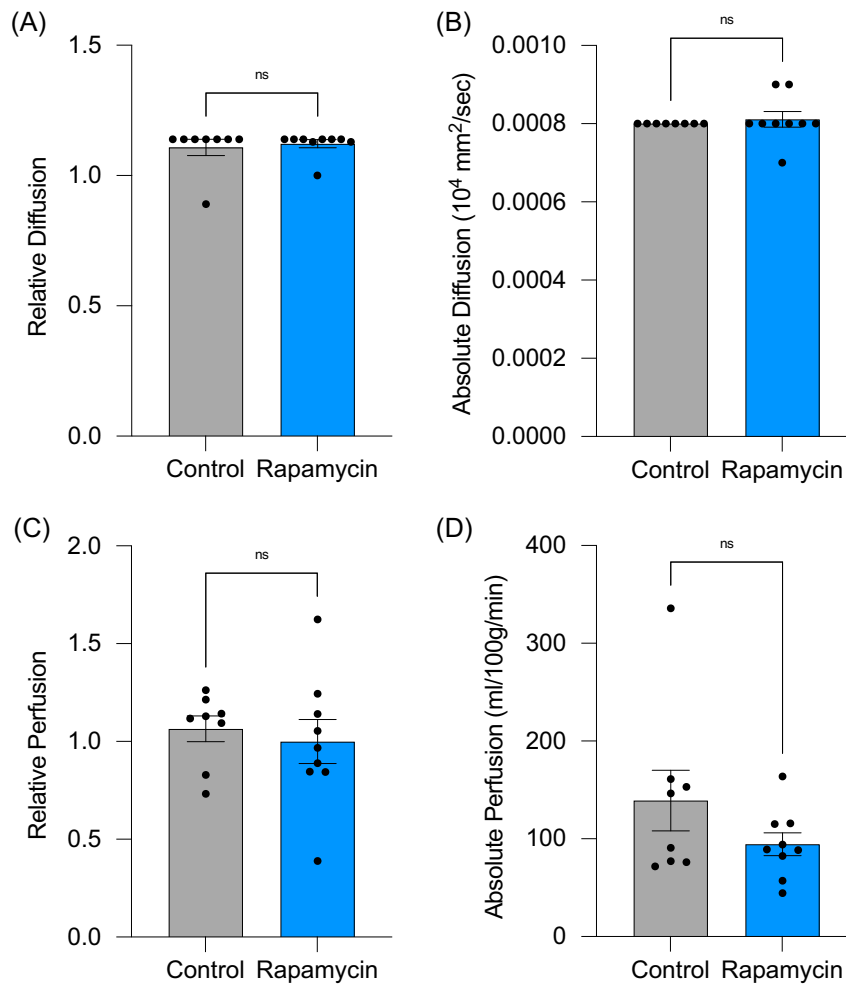 (A)
Relative Diffusion
1.5
1.0
0.5
0.0
ns
Control Rapamycin
(B)
Absolute Diffusion (10⁴ mm²/sec)
0.0010
0.0008
0.0006
0.0004
0.0002
0.0000
ns
Control Rapamycin
(C)
Relative Perfusion
2.0
1.5
1.0
0.5
0.0
ns
Control Rapamycin
(D)
Absolute Perfusion (ml/100g/min)
400
300
200
100
0
ns
Control Rapamycin